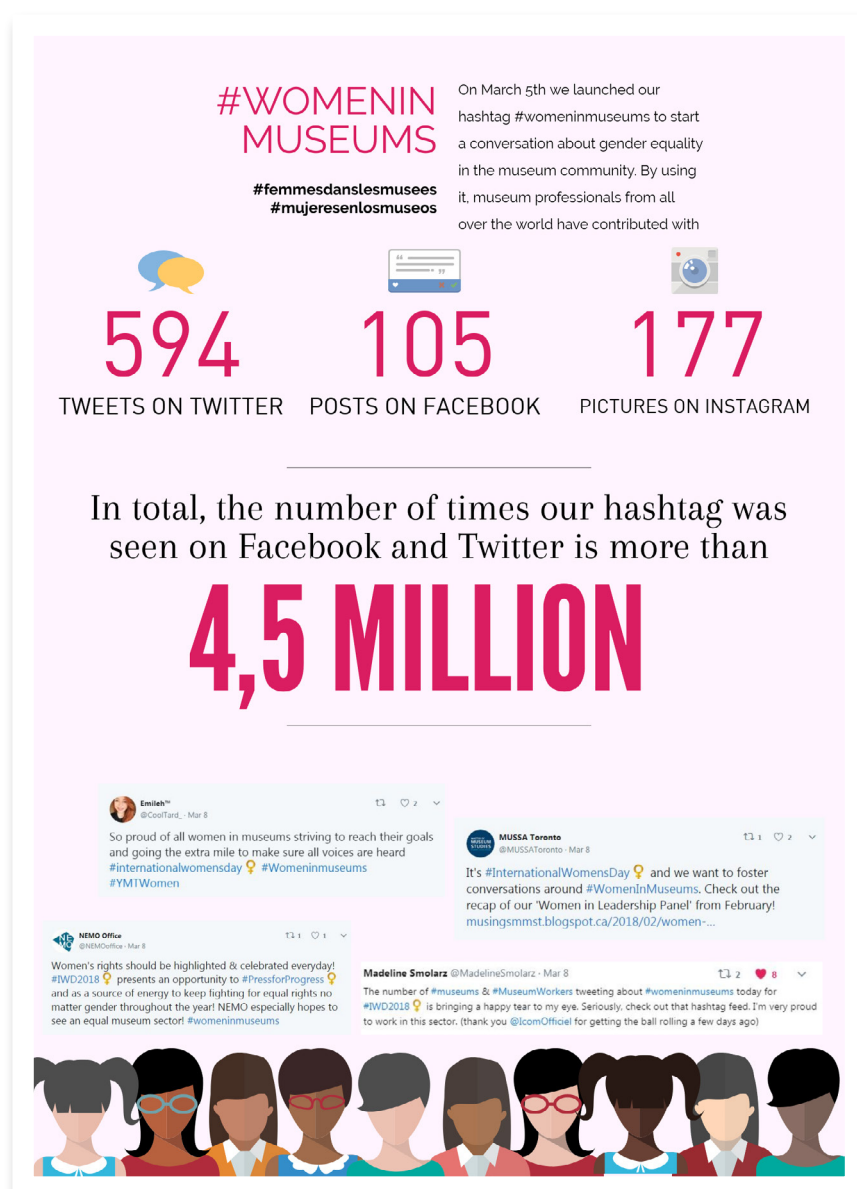 #WOMENIN
MUSEUMS
#femmesdanslesmusees
#mujeresenlosmuseos
On March 5th we launched our
hashtag #womeninmuseums to start
a conversation about gender equality
in the museum community. By using
it, museum professionals from all
over the world have contributed with
594
TWEETS ON TWITTER
105
POSTS ON FACEBOOK
177
PICTURES ON INSTAGRAM
In total, the number of times our hashtag was
seen on Facebook and Twitter is more than
4,5 MILLION
Emileh™
@CoolTard_ · Mar 8
2
So proud of all women in museums striving to reach their goals
and going the extra mile to make sure all voices are heard
#internationalwomensday #Womeninmuseums
#YMTWomen
MUSEUM
STUDIES
MUSSA Toronto
@MUSSAToronto · Mar 8
1 2
It's #InternationalWomensDay and we want to foster
conversations around #WomenInMuseums. Check out the
recap of our 'Women in Leadership Panel' from February!
musingsmmst.blogspot.ca/2018/02/women-...
NE
MO
NEMO Office
@NEMOoffice · Mar 8
1 1
Women's rights should be highlighted & celebrated everyday!
#IWD2018 presents an opportunity to #PressforProgress
and as a source of energy to keep fighting for equal rights no
matter gender throughout the year! NEMO especially hopes to
see an equal museum sector! #womeninmuseums
Madeline Smolarz @MadelineSmolarz · Mar 8
2 8
The number of #museums & #MuseumWorkers tweeting about #womeninmuseums today for
#IWD2018 is bringing a happy tear to my eye. Seriously, check out that hashtag feed. I'm very proud
to work in this sector. (thank you @IcomOfficiel for getting the ball rolling a few days ago)